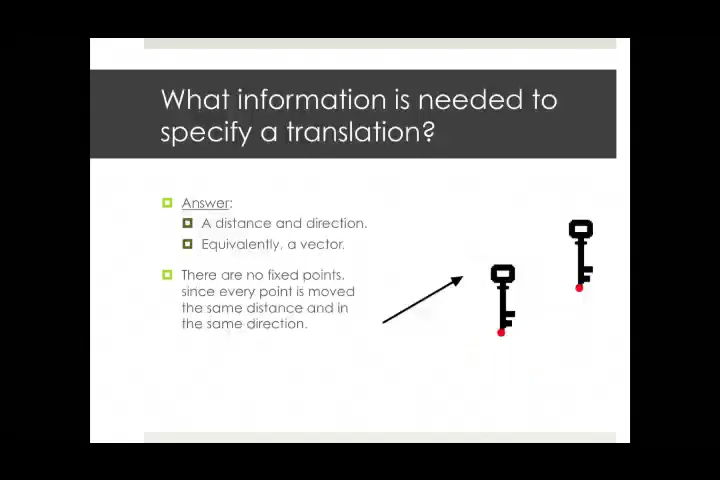 What information is needed to
specify a translation?
Answer:
A distance and direction.
Equivalently, a vector.
There are no fixed points.
since every point is moved
the same distance and in
the same direction.